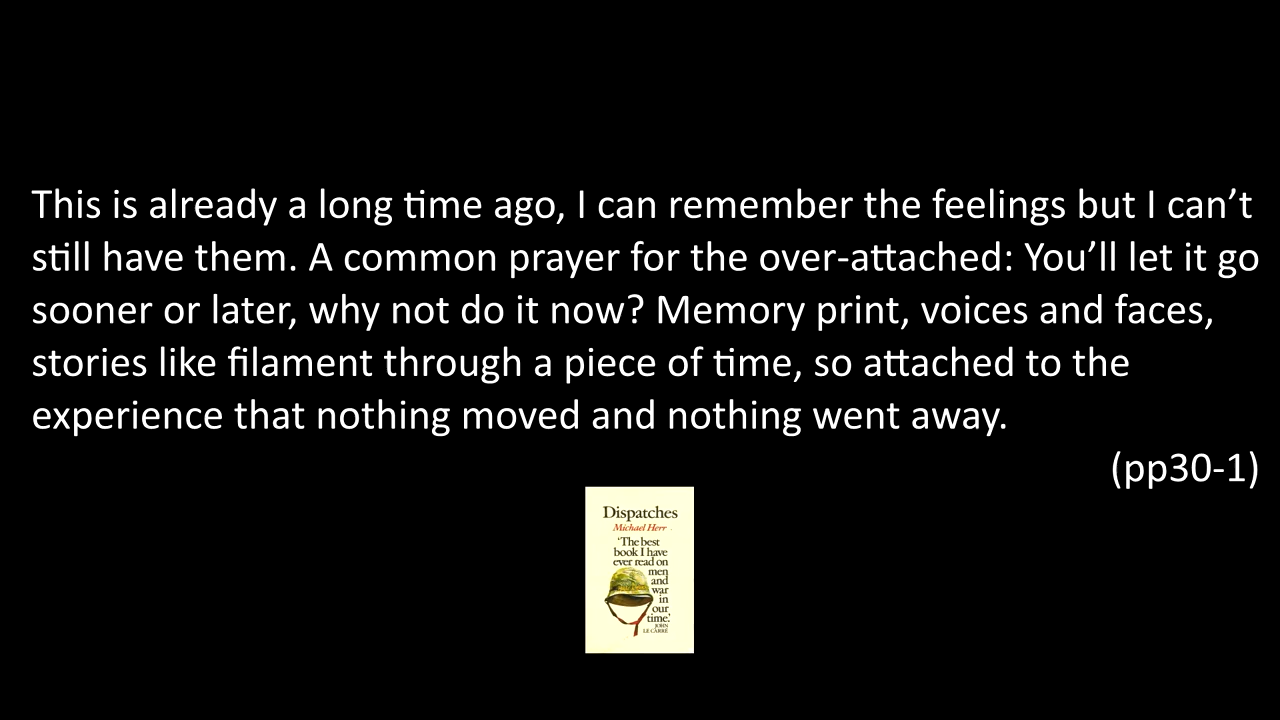 This is already a long time ago, I can remember the feelings but I can’t
still have them. A common prayer for the over-attached: You’ll let it go
sooner or later, why not do it now? Memory print, voices and faces,
stories like filament through a piece of time, so attached to the
experience that nothing moved and nothing went away.
(pp30-1)
Dispatches
Michael Herr
‘The best
book I have
ever read on
men
and
war
in
our
time.’
JOHN
LE CARRÉ